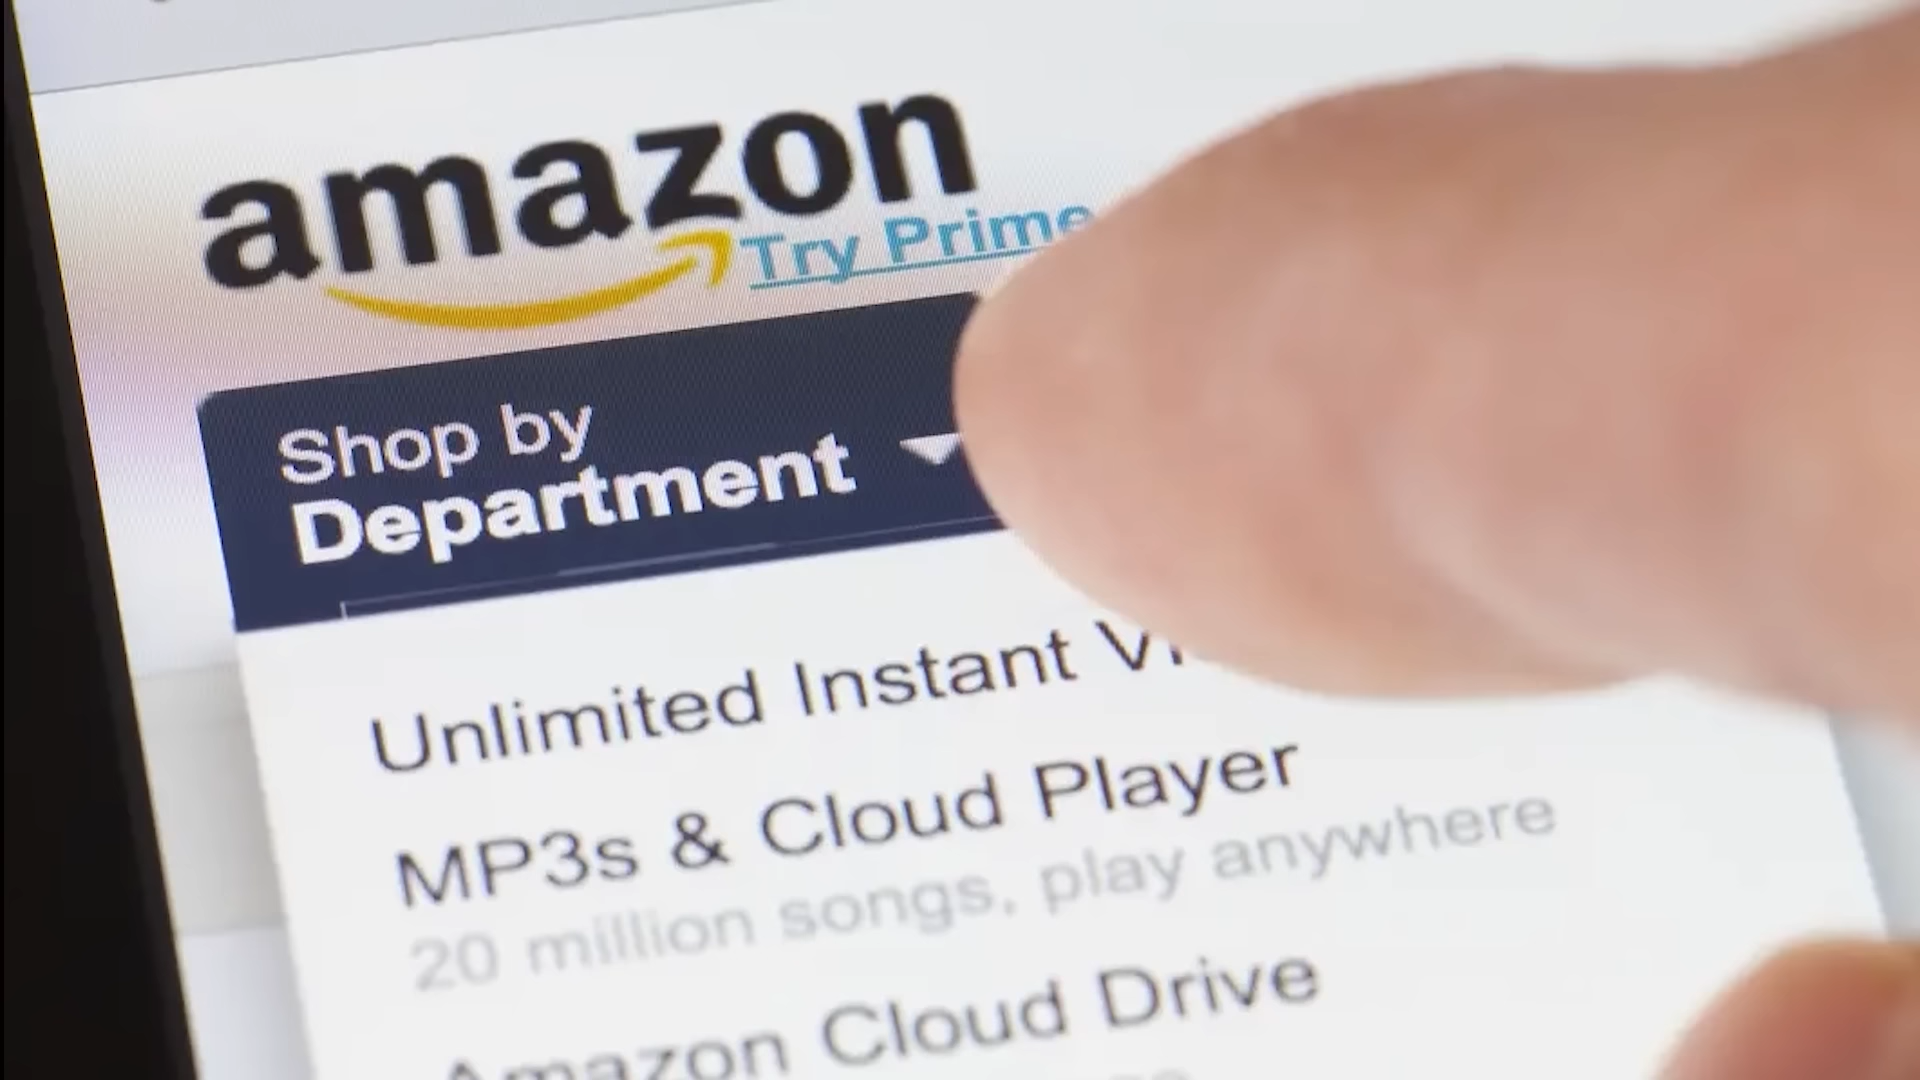 amazon
Try Prime
Shop by
Department
Unlimited Instant
MP3s & Cloud Player
20 million songs, play anywhere
Amazon Cloud Drive